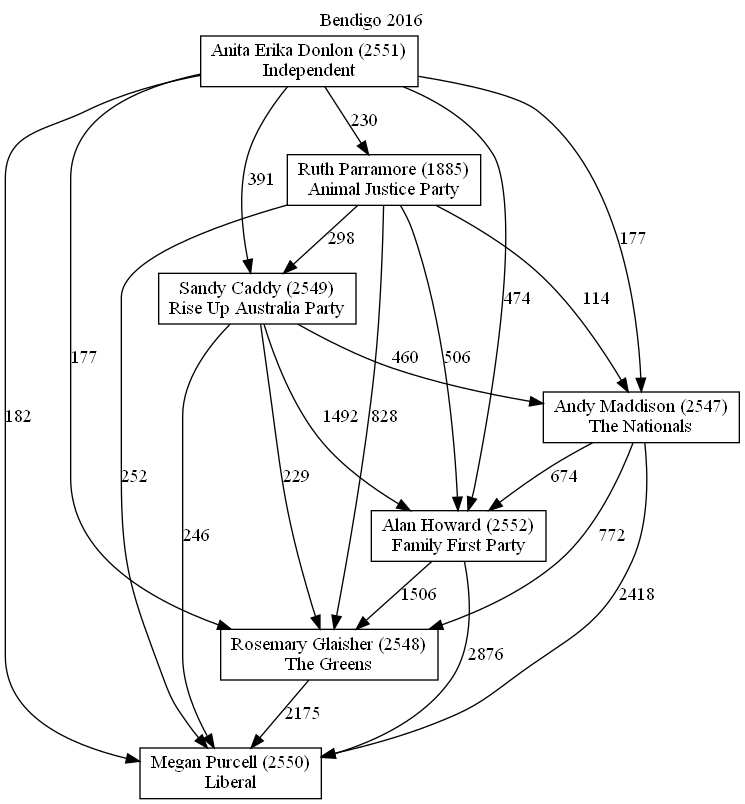 Bendigo 2016
Anita Erika Donlon (2551)
Independent
230
Ruth Parramore (1885)
Animal Justice Party
391
298
177
Sandy Caddy (2549)
Rise Up Australia Party
474
114
177
460
506
182
1492
828
Andy Maddison (2547)
The Nationals
252
229
674
246
Alan Howard (2552)
Family First Party
772
1506
2418
Rosemary Glaisher (2548)
The Greens
2876
2175
Megan Purcell (2550)
Liberal